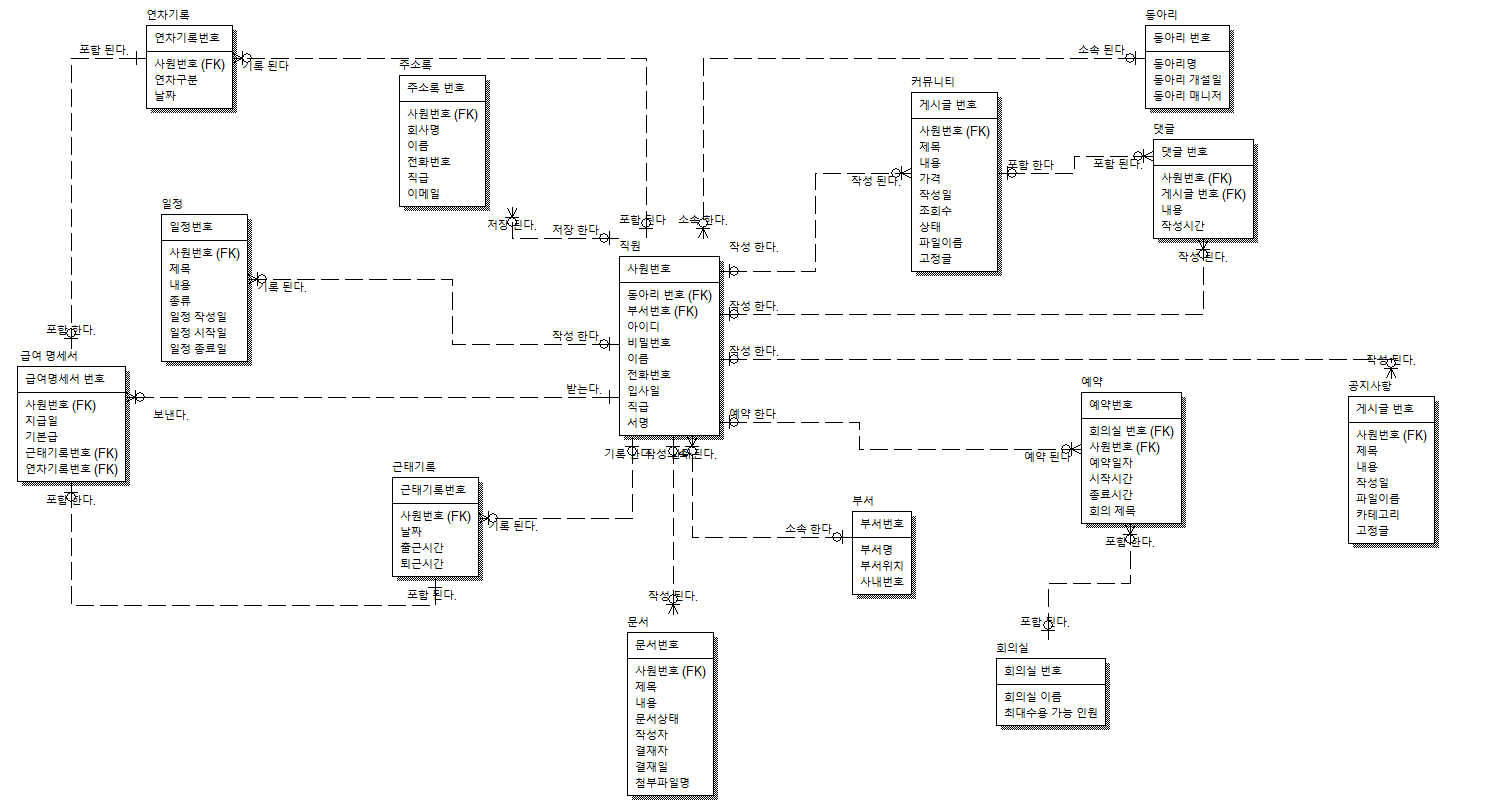 연차기록
연차기록번호
사원번호 (FK)
연차구분
날짜
포함 된다.
기록 된다
주소록
주소록 번호
사원번호 (FK)
회사명
이름
전화번호
직급
이메일
저장 된다.
저장 한다.
포함 된다
소속 한다.
소속 된다.
동아리
동아리 번호
동아리명
동아리 개설일
동아리 매니저
커뮤니티
게시글 번호
사원번호 (FK)
제목
내용
가격
작성일
조회수
상태
파일이름
고정글
작성 된다.
포함 한다
포함 된다.
댓글
댓글 번호
사원번호 (FK)
게시글 번호 (FK)
내용
작성시간
작성 된다.
일정
일정번호
사원번호 (FK)
제목
내용
종류
일정 작성일
일정 시작일
일정 종료일
기록 된다.
작성 한다.
직원
사원번호
동아리 번호 (FK)
부서번호 (FK)
아이디
비밀번호
이름
전화번호
입사일
직급
서명
작성 한다.
작성 한다.
작성 한다.
예약 한다
포함 한다.
급여 명세서
급여명세서 번호
사원번호 (FK)
지급일
기본급
근태기록번호 (FK)
연차기록번호 (FK)
보낸다.
받는다.
포함 한다.
근태기록
근태기록번호
사원번호 (FK)
날짜
출근시간
퇴근시간
기록 된다.
포함 된다.
기록
작성
된다.
소속 한다.
부서
부서번호
부서명
부서위치
사내번호
작성 된다.
문서
문서번호
사원번호 (FK)
제목
내용
문서상태
작성자
결재자
결재일
첨부파일명
예약
예약번호
회의실 번호 (FK)
사원번호 (FK)
예약일자
시작시간
종료시간
회의 제목
예약 된다
포함 한다.
포함 된다.
회의실
회의실 번호
회의실 이름
최대수용 가능 인원
작성 된다.
공지사항
게시글 번호
사원번호 (FK)
제목
내용
작성일
파일이름
카테고리
고정글